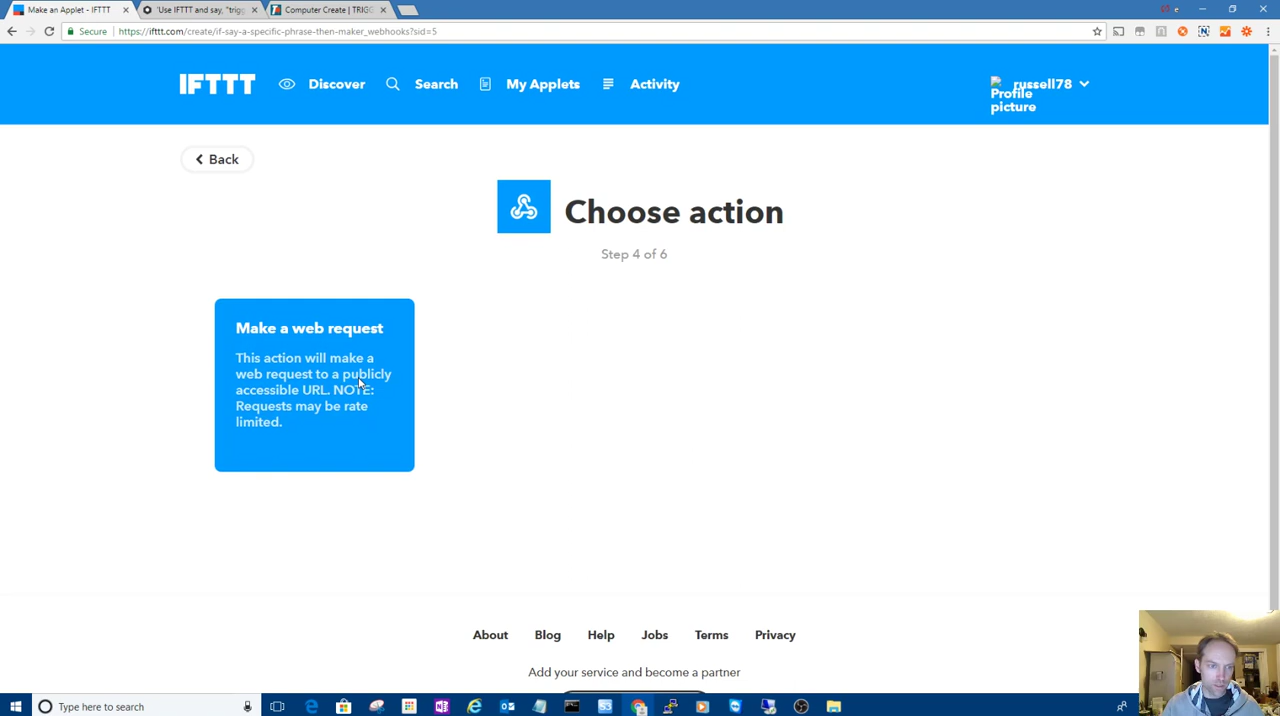 Make an Applet - IFTTT
'Use IFTTT and say, "trigg
Computer Create | TRIGG
Secure
https://ifttt.com/create/if-say-a-specific-phrase-then-maker_webhooks?sid=5
IFTTT
Discover
Search
My Applets
Activity
russell78
Profile
picture
Back
Choose action
Step 4 of 6
Make a web request
This action will make a
web request to a publicly
accessible URL. NOTE:
Requests may be rate
limited.
About
Blog
Help
Jobs
Terms
Privacy
Add your service and become a partner
Type here to search